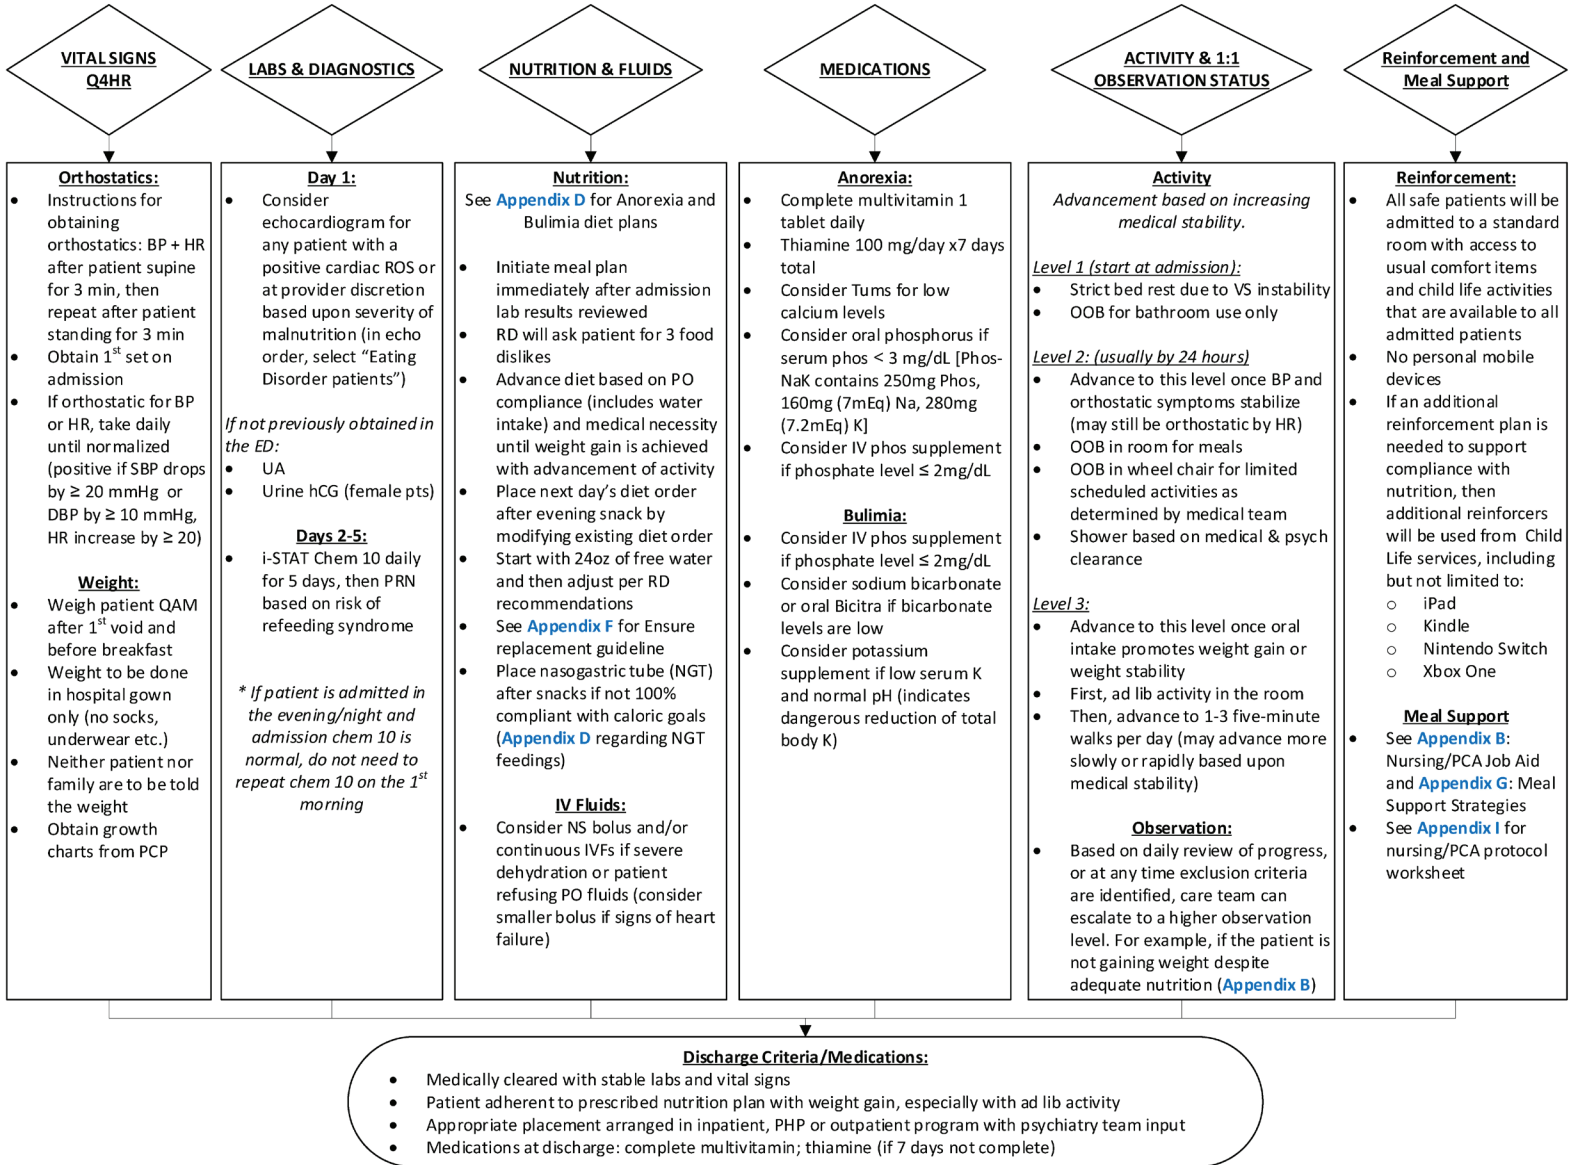 VITAL SIGNS
Q4HR
LABS & DIAGNOSTICS
NUTRITION & FLUIDS
MEDICATIONS
ACTIVITY & 1:1
OBSERVATION STATUS
Reinforcement and
Meal Support
Orthostatics:
• Instructions for
obtaining
orthostatics: BP + HR
after patient supine
for 3 min, then
repeat after patient
standing for 3 min
• Obtain 1st set on
admission
• If orthostatic for BP
or HR, take daily
until normalized
(positive if SBP drops
by ≥ 20 mmHg or
DBP by ≥ 10 mmHg,
HR increase by ≥ 20)
Weight:
• Weigh patient QAM
after 1st void and
before breakfast
• Weight to be done
in hospital gown
only (no socks,
underwear etc.)
• Neither patient nor
family are to be told
the weight
• Obtain growth
charts from PCP
Day 1:
• Consider
echocardiogram for
any patient with a
positive cardiac ROS or
at provider discretion
based upon severity of
malnutrition (in echo
order, select “Eating
Disorder patients”)
If not previously obtained in
the ED:
• UA
• Urine hCG (female pts)
Days 2-5:
• i-STAT Chem 10 daily
for 5 days, then PRN
based on risk of
refeeding syndrome
* If patient is admitted in
the evening/night and
admission chem 10 is
normal, do not need to
repeat chem 10 on the 1st
morning
Nutrition:
See Appendix D for Anorexia and
Bulimia diet plans
• Initiate meal plan
immediately after admission
lab results reviewed
• RD will ask patient for 3 food
dislikes
• Advance diet based on PO
compliance (includes water
intake) and medical necessity
until weight gain is achieved
with advancement of activity
• Place next day’s diet order
after evening snack by
modifying existing diet order
• Start with 24oz of free water
and then adjust per RD
recommendations
• See Appendix F for Ensure
replacement guideline
• Place nasogastric tube (NGT)
after snacks if not 100%
compliant with caloric goals
(Appendix D regarding NGT
feedings)
IV Fluids:
• Consider NS bolus and/or
continuous IVFs if severe
dehydration or patient
refusing PO fluids (consider
smaller bolus if signs of heart
failure)
Anorexia:
• Complete multivitamin 1
tablet daily
• Thiamine 100 mg/day x7 days
total
• Consider Tums for low
calcium levels
• Consider oral phosphorus if
serum phos < 3 mg/dL [Phos-
NaK contains 250mg Phos,
160mg (7mEq) Na, 280mg
(7.2mEq) K]
• Consider IV phos supplement
if phosphate level ≤ 2mg/dL
Bulimia:
• Consider IV phos supplement
if phosphate level ≤ 2mg/dL
• Consider sodium bicarbonate
or oral Bicitra if bicarbonate
levels are low
• Consider potassium
supplement if low serum K
and normal pH (indicates
dangerous reduction of total
body K)
Activity
Advancement based on increasing
medical stability.
Level 1 (start at admission):
• Strict bed rest due to VS instability
• OOB for bathroom use only
Level 2: (usually by 24 hours)
• Advance to this level once BP and
orthostatic symptoms stabilize
(may still be orthostatic by HR)
• OOB in room for meals
• OOB in wheel chair for limited
scheduled activities as
determined by medical team
• Shower based on medical & psych
clearance
Level 3:
• Advance to this level once oral
intake promotes weight gain or
weight stability
• First, ad lib activity in the room
• Then, advance to 1-3 five-minute
walks per day (may advance more
slowly or rapidly based upon
medical stability)
Observation:
• Based on daily review of progress,
or at any time exclusion criteria
are identified, care team can
escalate to a higher observation
level. For example, if the patient is
not gaining weight despite
adequate nutrition (Appendix B)
Reinforcement:
• All safe patients will be
admitted to a standard
room with access to
usual comfort items
and child life activities
that are available to all
admitted patients
• No personal mobile
devices
• If an additional
reinforcement plan is
needed to support
compliance with
nutrition, then
additional reinforcers
will be used from Child
Life services, including
but not limited to:
○ iPad
○ Kindle
○ Nintendo Switch
○ Xbox One
Meal Support
• See Appendix B:
Nursing/PCA Job Aid
and Appendix G: Meal
Support Strategies
• See Appendix I for
nursing/PCA protocol
worksheet
Discharge Criteria/Medications:
• Medically cleared with stable labs and vital signs
• Patient adherent to prescribed nutrition plan with weight gain, especially with ad lib activity
• Appropriate placement arranged in inpatient, PHP or outpatient program with psychiatry team input
• Medications at discharge: complete multivitamin; thiamine (if 7 days not complete)